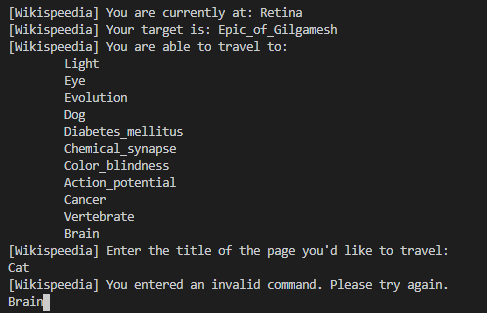 [Wikispeedia] You are currently at: Retina
[Wikispeedia] Your target is: Epic_of_Gilgamesh
[Wikispeedia] You are able to travel to:
Light
Eye
Evolution
Dog
Diabetes_mellitus
Chemical_synapse
Color_blindness
Action_potential
Cancer
Vertebrate
Brain
[Wikispeedia] Enter the title of the page you'd like to travel:
Cat
[Wikispeedia] You entered an invalid command. Please try again.
Brain